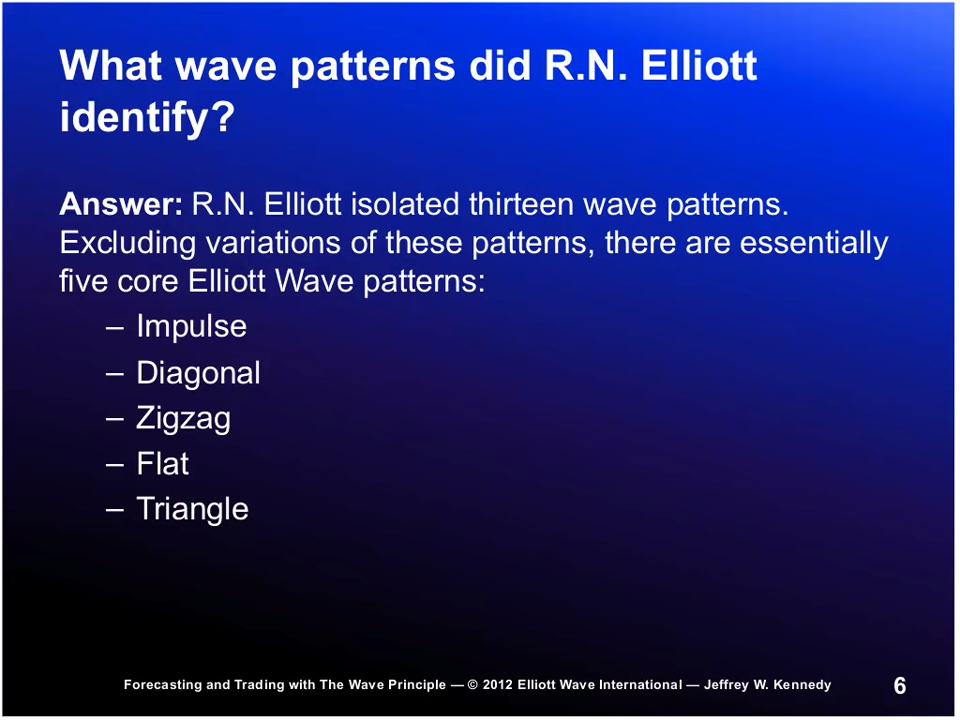 What wave patterns did R.N. Elliott
identify?
Answer: R.N. Elliott isolated thirteen wave patterns.
Excluding variations of these patterns, there are essentially
five core Elliott Wave patterns:
– Impulse
– Diagonal
– Zigzag
– Flat
– Triangle
Forecasting and Trading with The Wave Principle — © 2012 Elliott Wave International — Jeffrey W. Kennedy
6